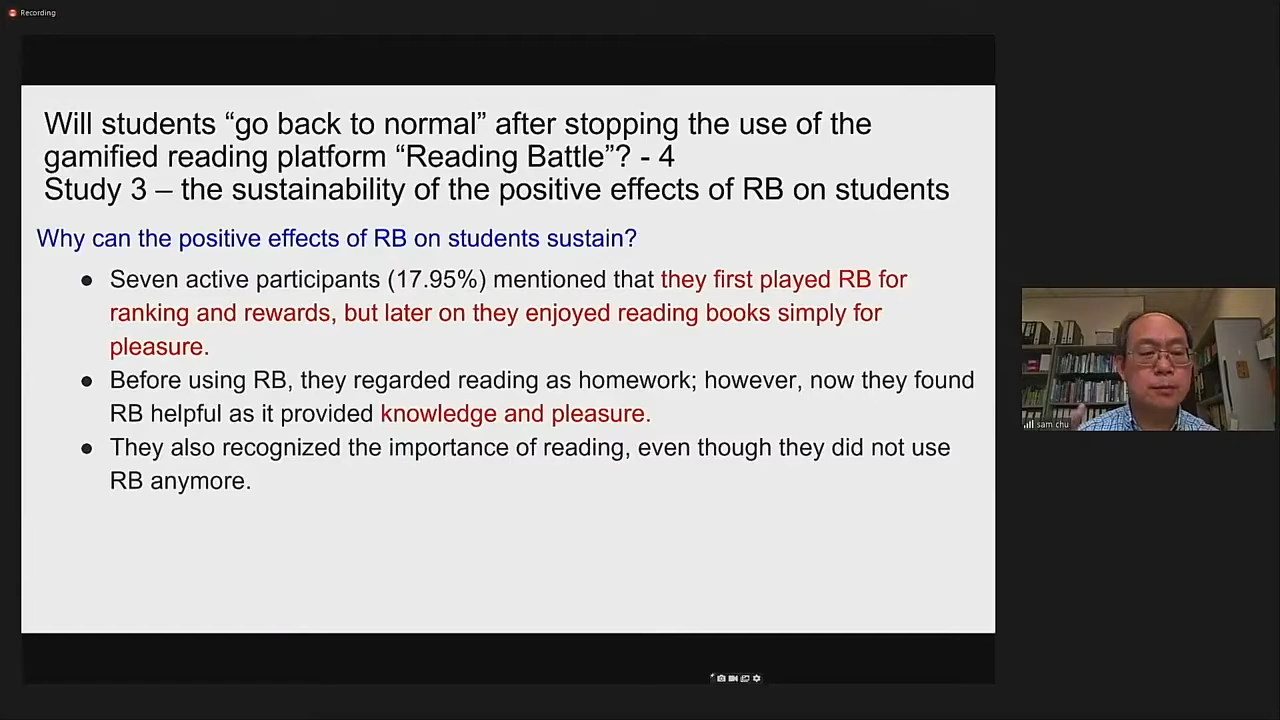 Recording
Will students “go back to normal” after stopping the use of the
gamified reading platform “Reading Battle”? - 4
Study 3 – the sustainability of the positive effects of RB on students
Why can the positive effects of RB on students sustain?
● Seven active participants (17.95%) mentioned that they first played RB for
ranking and rewards, but later on they enjoyed reading books simply for
pleasure.
● Before using RB, they regarded reading as homework; however, now they found
RB helpful as it provided knowledge and pleasure.
● They also recognized the importance of reading, even though they did not use
RB anymore.
sam chu